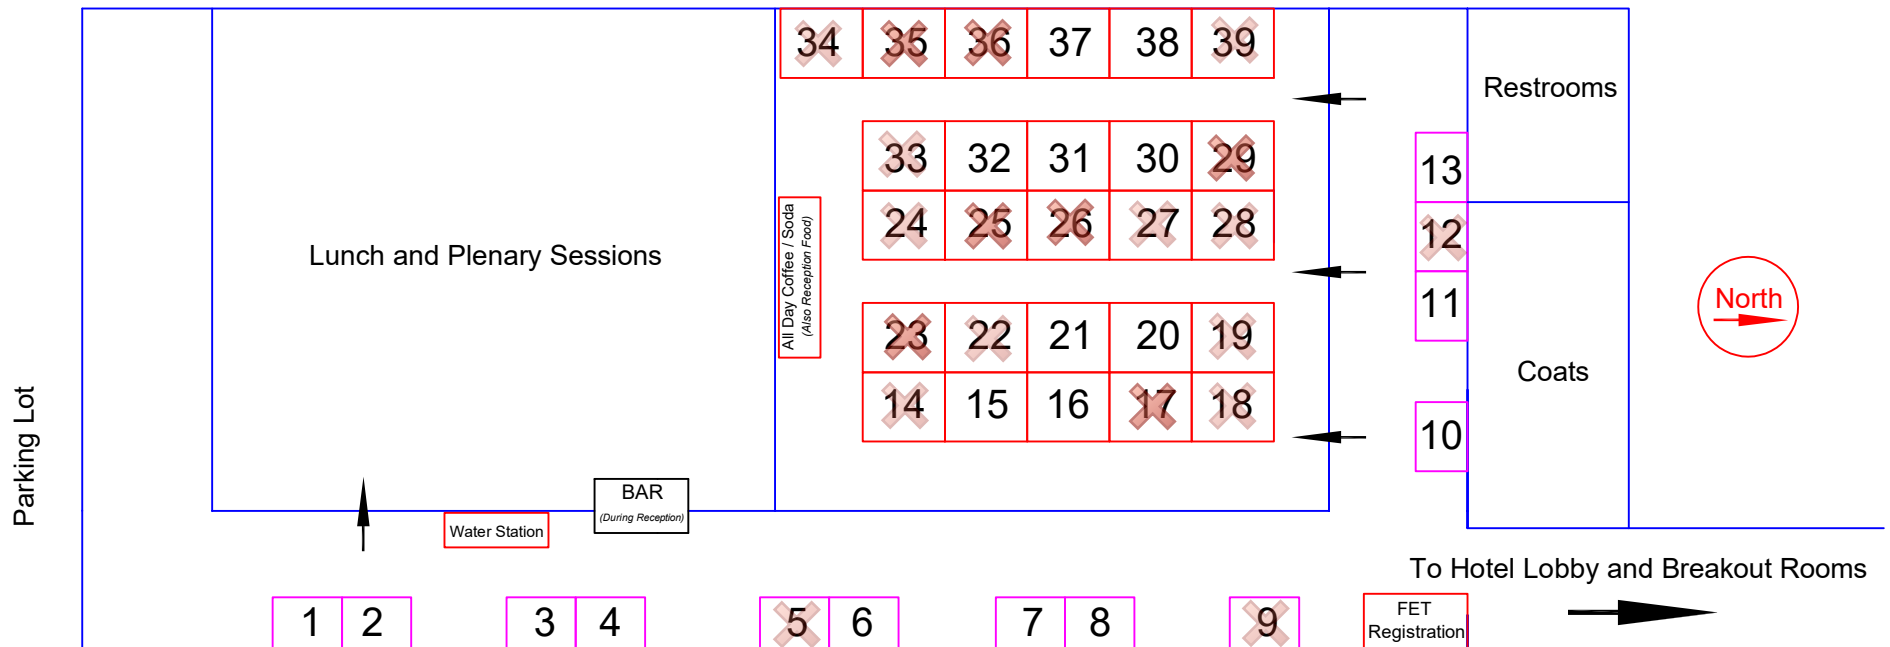 34 35 36 37 38 39
Restrooms
33 32 31 30 29
13
24 25 26 27 28
12
Lunch and Plenary Sessions
All Day Coffee / Soda
(Also Reception Food)
11
North
23 22 21 20 19
Coats
14 15 16 17 18
10
Parking Lot
BAR
(During Reception)
Water Station
To Hotel Lobby and Breakout Rooms
1 2 3 4 5 6 7 8 9
FET
Registration